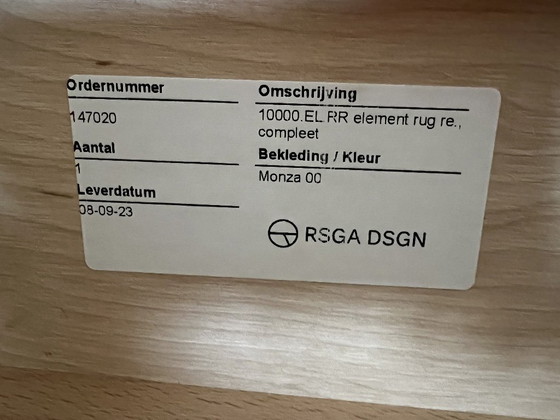 Ordernummer
147020
Aantal
1
Leverdatum
08-09-23
Omschrijving
10000.EL RR element rug re.,
compleet
Bekleding / Kleur
Monza 00
RSGA DSGN